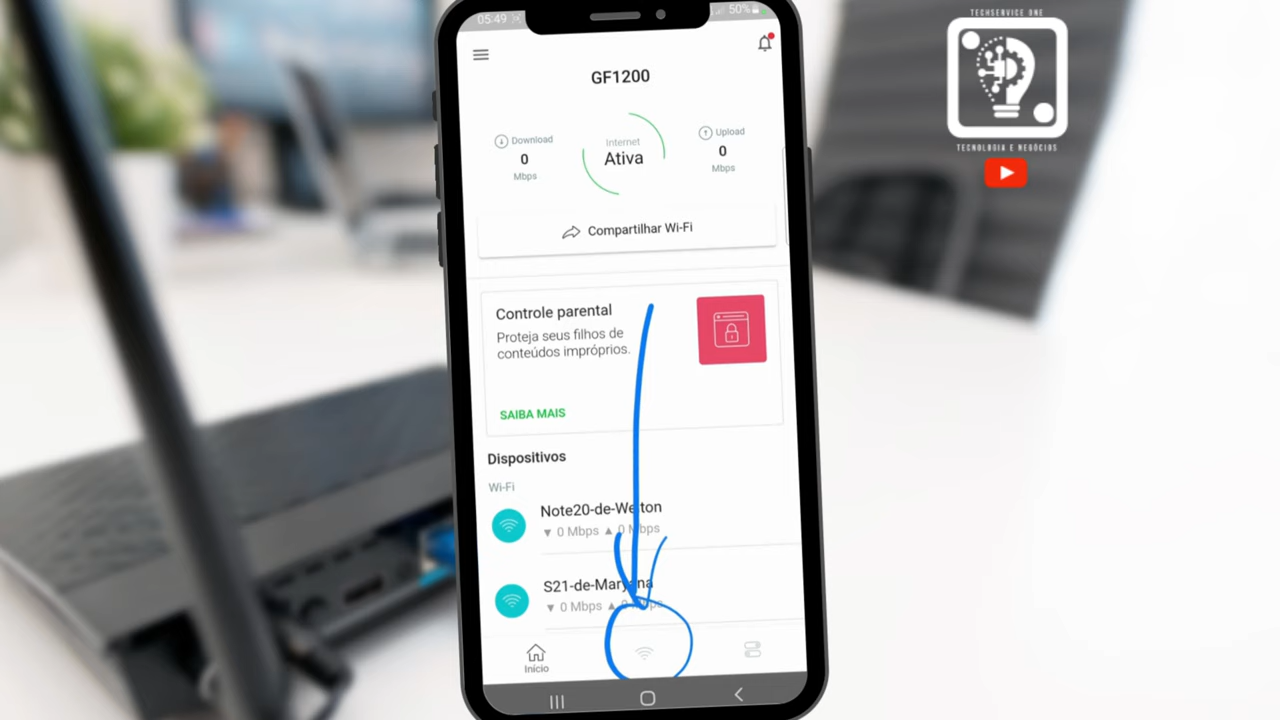 TECHSERVICE ONE
TECNOLOGIA E NEGÓCIOS
05:49
50%
GF1200
Download
0
Mbps
Internet
Ativa
Upload
0
Mbps
Compartilhar Wi-Fi
Controle parental
Proteja seus filhos de
conteúdos impróprios.
SAIBA MAIS
Dispositivos
Wi-Fi
Note20-de-Welton
▼ 0 Mbps ▲ 0 Mbps
S21-de-Maryana
▼ 0 Mbps ▲ 0 Mbps
Início